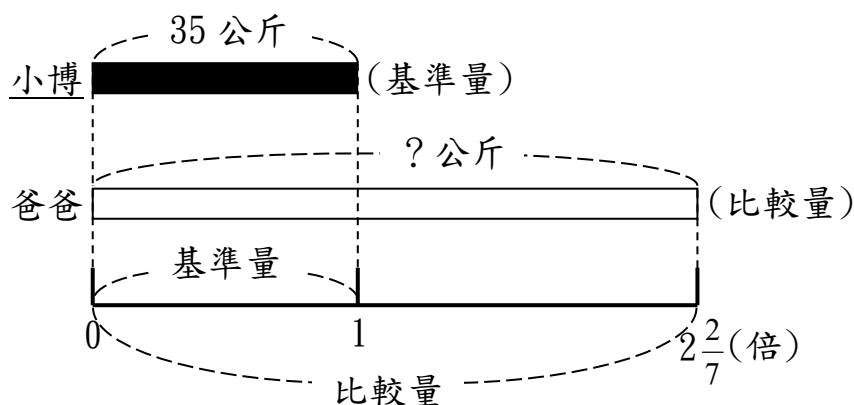 35 公斤
小博 (基準量)
? 公斤
爸爸 (比較量)
基準量
0 1 2 2/7 (倍)
比較量